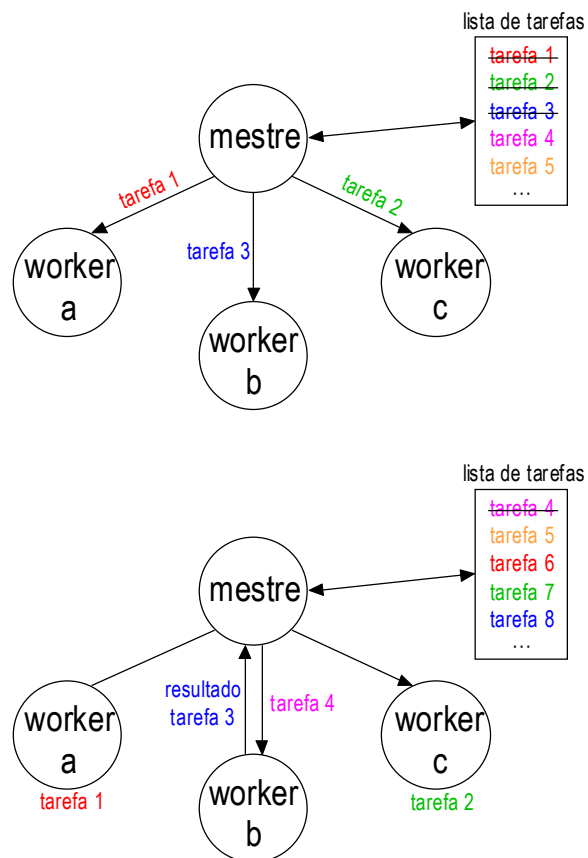 lista de tarefas
tarefa 1
tarefa 2
tarefa 3
tarefa 4
tarefa 5
...
mestre
tarefa 1
tarefa 2
tarefa 3
worker
a
worker
b
worker
c
lista de tarefas
tarefa 4
tarefa 5
tarefa 6
tarefa 7
tarefa 8
...
mestre
resultado
tarefa 3
tarefa 4
worker
a
tarefa 1
worker
b
worker
c
tarefa 2